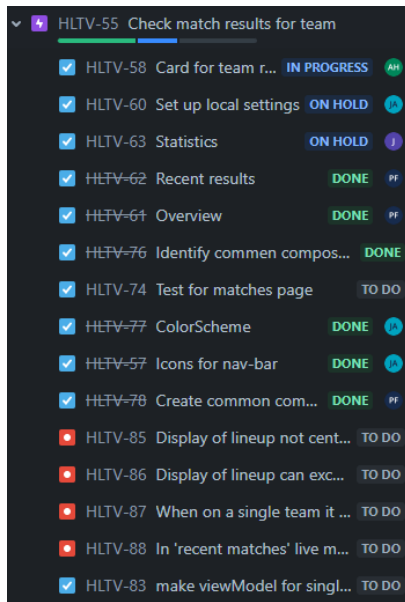 HLTV-55 Check match results for team
HLTV-58 Card for team r... IN PROGRESS AH
HLTV-60 Set up local settings ON HOLD JA
HLTV-63 Statistics ON HOLD J
HLTV-62 Recent results DONE PF
HLTV-61 Overview DONE PF
HLTV-76 Identify commen compos... DONE
HLTV-74 Test for matches page TO DO
HLTV-77 ColorScheme DONE JA
HLTV-57 Icons for nav-bar DONE JA
HLTV-78 Create common com... DONE PF
HLTV-85 Display of lineup not cent... TO DO
HLTV-86 Display of lineup can exc... TO DO
HLTV-87 When on a single team it ... TO DO
HLTV-88 In 'recent matches' live m... TO DO
HLTV-83 make viewModel for singl... TO DO